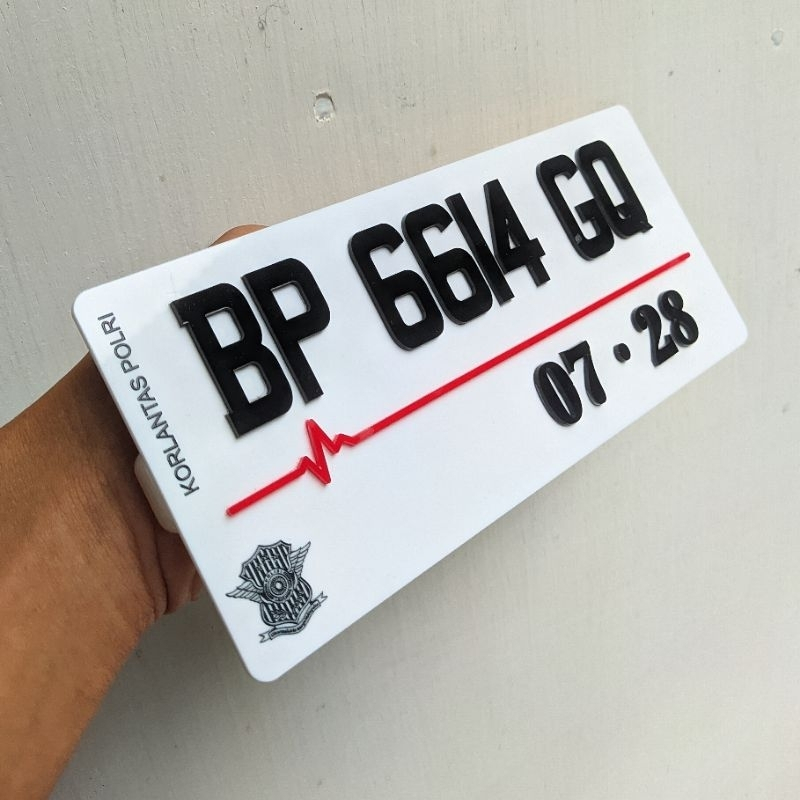 BP 6614 GQ
07 • 28
KORLANTAS POLRI